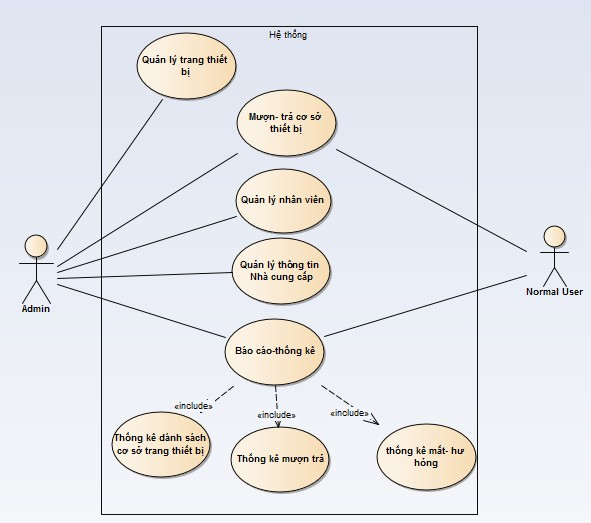 Hệ thống
Quản lý trang thiết
bị
Mượn- trả cơ sở
thiết bị
Quản lý nhân viên
Quản lý thông tin
Nhà cung cấp
Admin
Normal User
Báo cáo-thống kê
«include»
«include»
«include»
Thống kê dành sách
cơ sở trang thiết bị
Thống kê mượn trả
thống kê mất- hư
hỏng